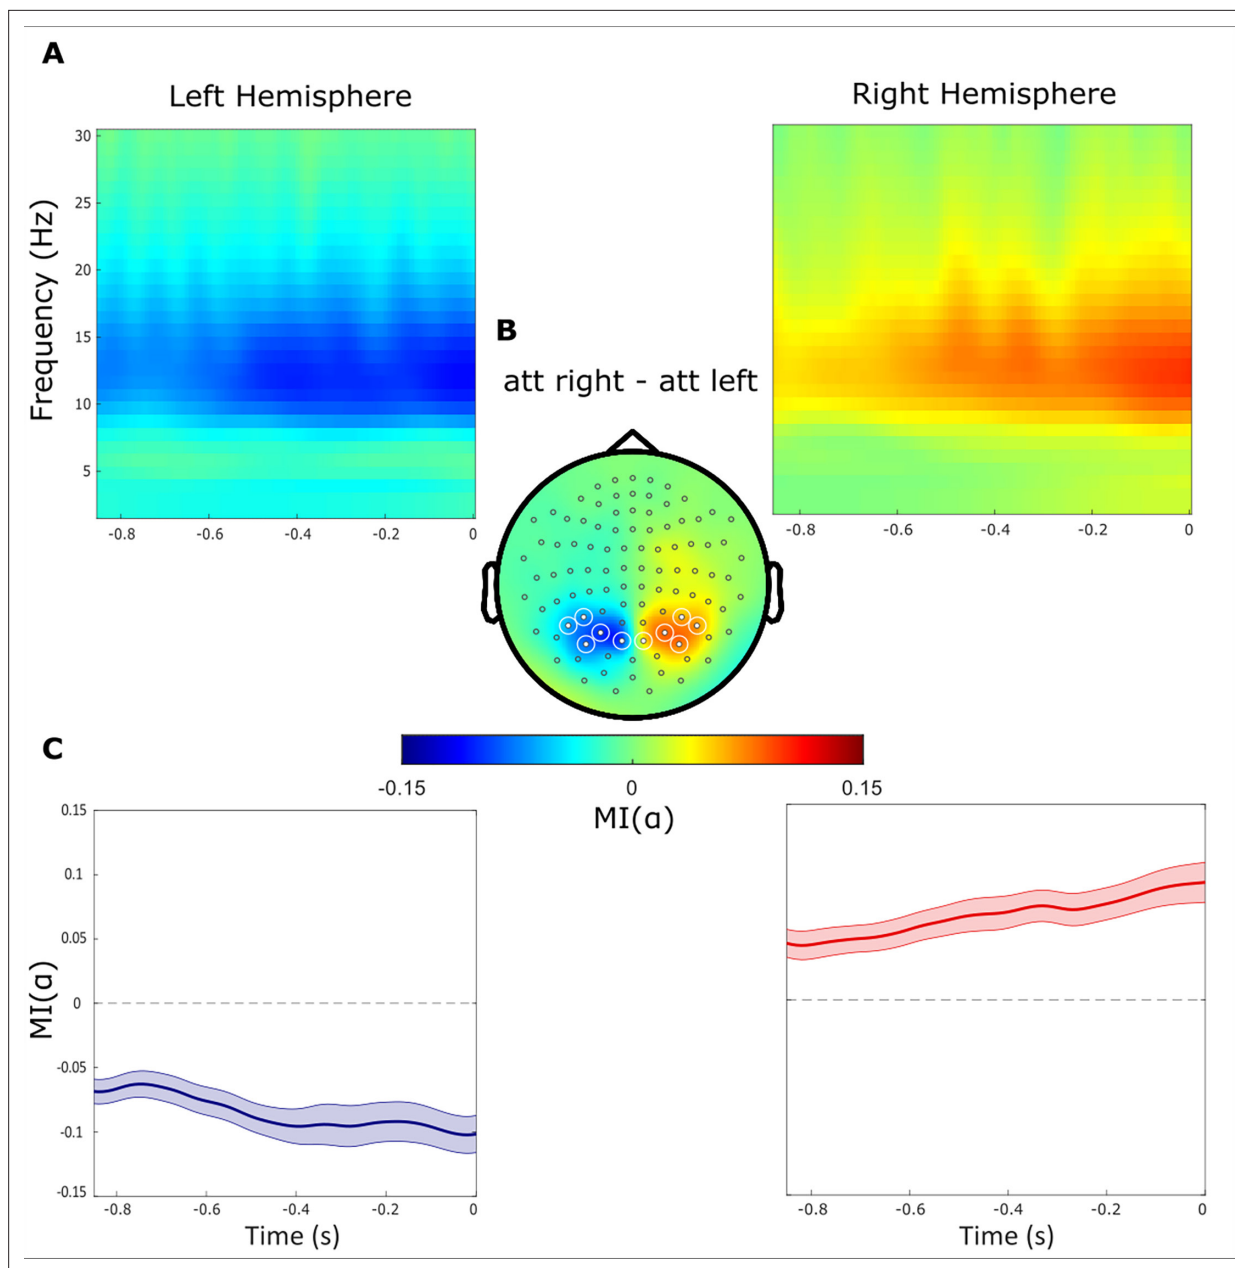 A
Left Hemisphere
Right Hemisphere
Frequency (Hz)
30
25
20
15
10
5
-0.8 -0.6 -0.4 -0.2 0
-0.8 -0.6 -0.4 -0.2 0
B
att right - att left
-0.15 0 0.15
MI(ɑ)
C
MI(ɑ)
0.15
0.1
0.05
0
-0.05
-0.1
-0.15
-0.8 -0.6 -0.4 -0.2 0
Time (s)
-0.8 -0.6 -0.4 -0.2 0
Time (s)